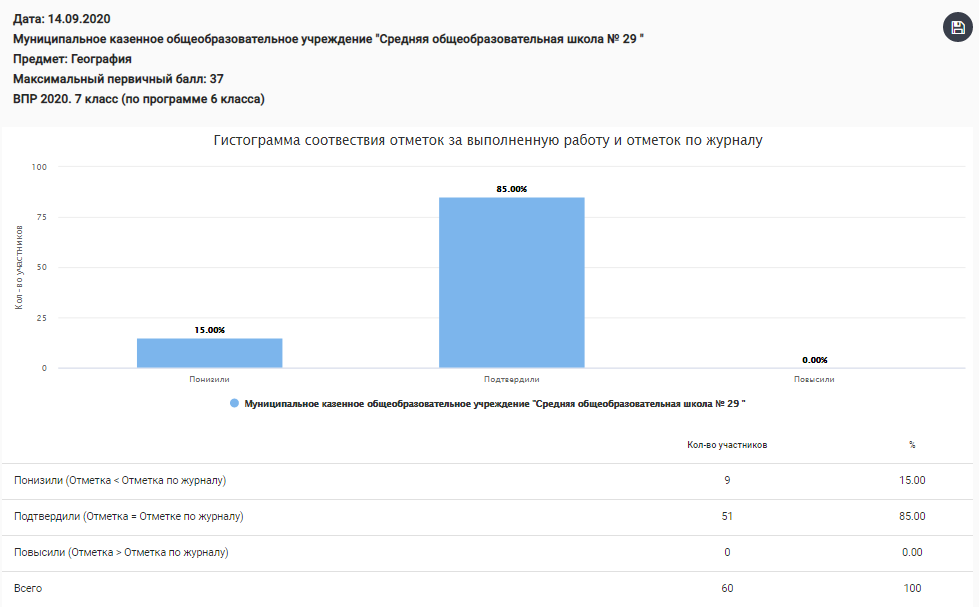 Дата: 14.09.2020
Муниципальное казенное общеобразовательное учреждение "Средняя общеобразовательная школа № 29 "
Предмет: География
Максимальный первичный балл: 37
ВПР 2020. 7 класс (по программе 6 класса)
Гистограмма соотвествия отметок за выполненную работу и отметок по журналу
Кол-во участников
100
75
50
25
0
15.00%
85.00%
0.00%
Понизили
Подтвердили
Повысили
Муниципальное казенное общеобразовательное учреждение "Средняя общеобразовательная школа № 29 "
Кол-во участников %
Понизили (Отметка < Отметка по журналу) 9 15.00
Подтвердили (Отметка = Отметке по журналу) 51 85.00
Повысили (Отметка > Отметка по журналу) 0 0.00
Всего 60 100